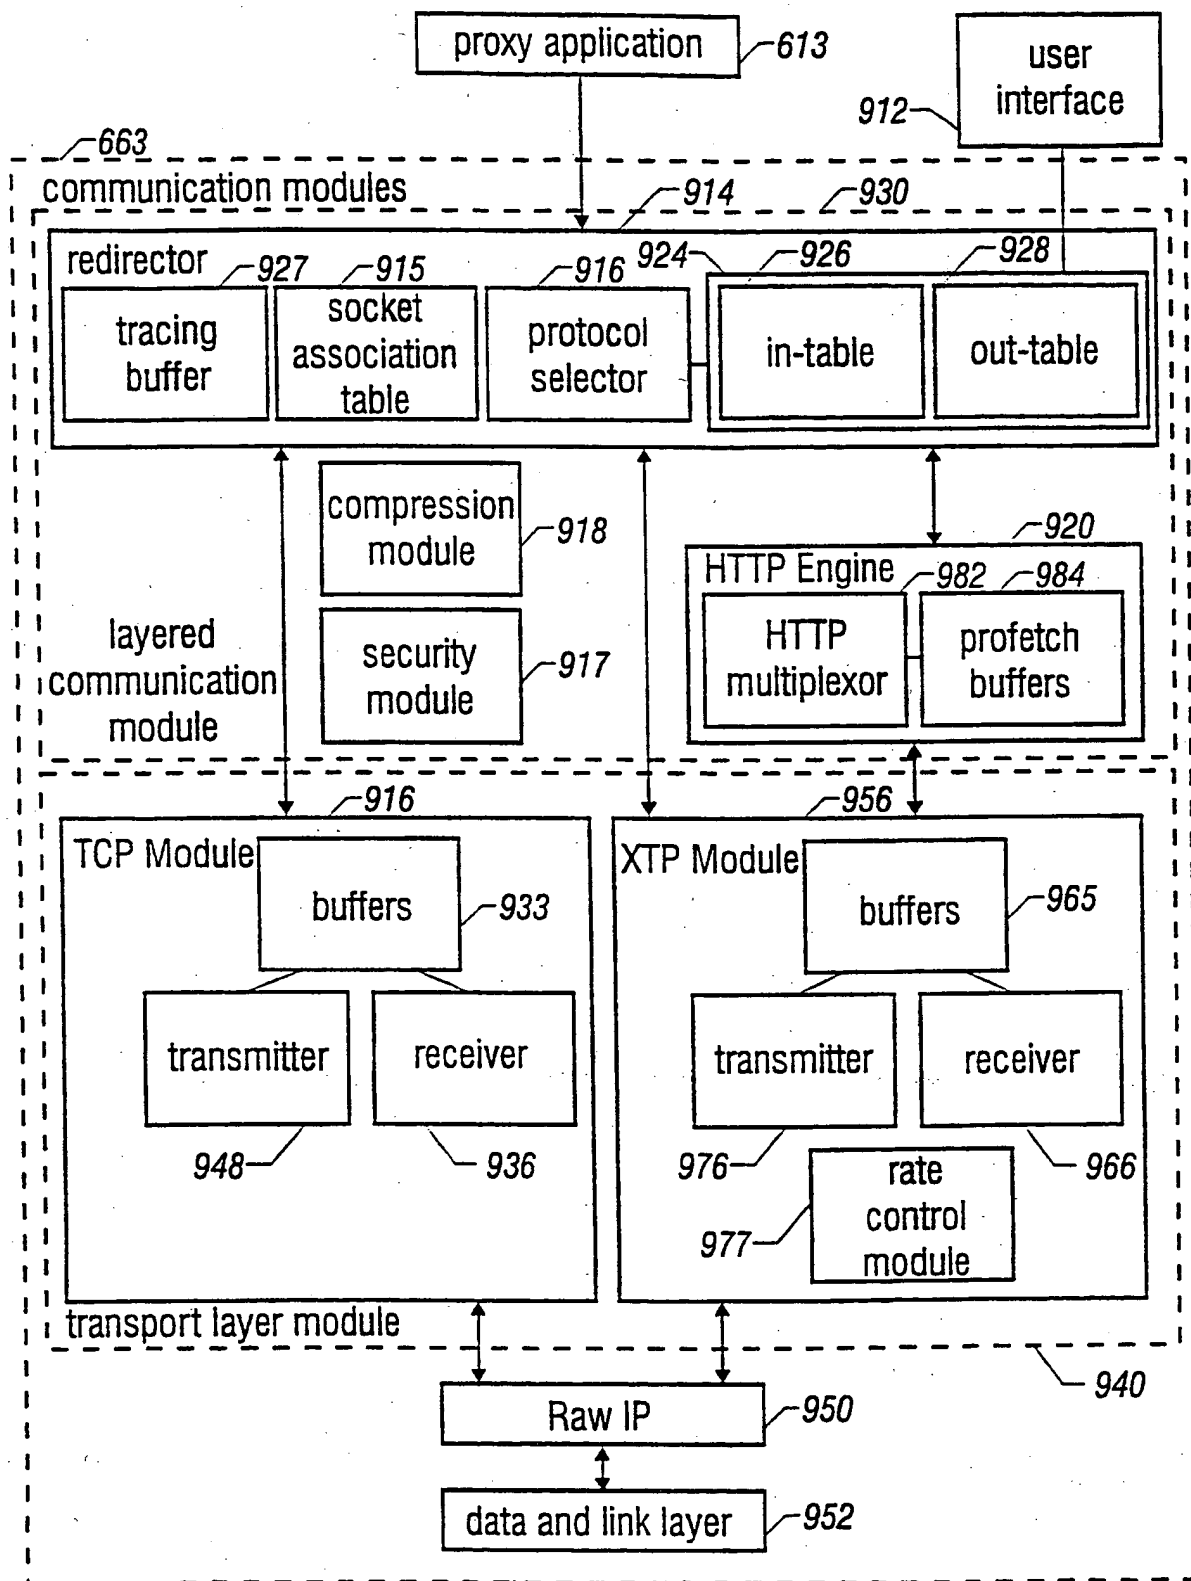 proxy application
613
user
interface
912
663
communication modules
914
930
redirector
927
915
916
924
926
928
tracing
buffer
socket
association
table
protocol
selector
in-table
out-table
compression
module
918
920
HTTP Engine
982
984
HTTP
multiplexor
profetch
buffers
security
module
917
layered
communication
module
916
956
TCP Module
buffers
933
XTP Module
buffers
965
transmitter
receiver
transmitter
receiver
948
936
976
966
rate
control
module
977
transport layer module
940
Raw IP
950
data and link layer
952